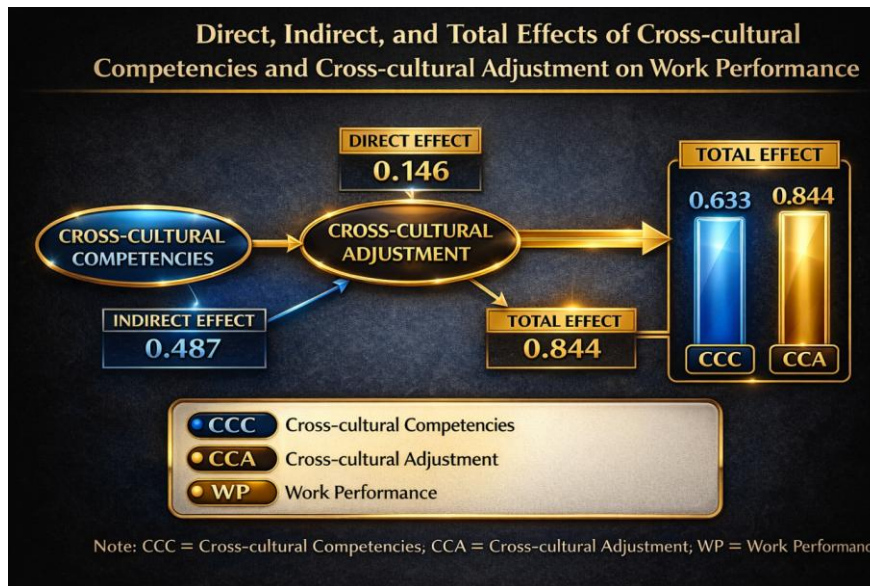 Direct, Indirect, and Total Effects of Cross-cultural
Competencies and Cross-cultural Adjustment on Work Performance
DIRECT EFFECT
0.146
TOTAL EFFECT
0.633
0.844
CROSS-CULTURAL
COMPETENCIES
CROSS-CULTURAL
ADJUSTMENT
INDIRECT EFFECT
0.487
TOTAL EFFECT
0.844
CCC
CCA
CCC Cross-cultural Competencies
CCA Cross-cultural Adjustment
WP Work Performance
Note: CCC = Cross-cultural Competencies; CCA = Cross-cultural Adjustment; WP = Work Performanc